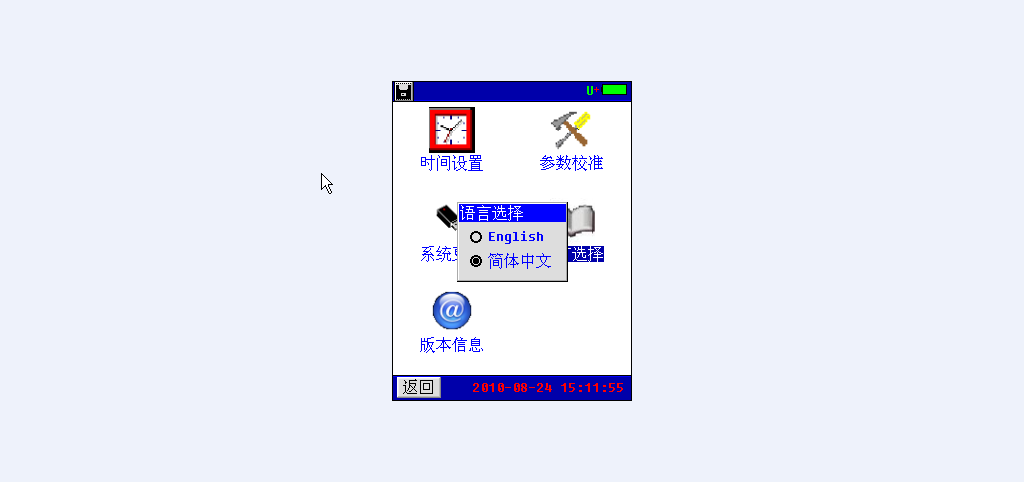 U+
时间设置
参数校准
语言选择
English
简体中文
系统
选择
版本信息
返回
2010-08-24 15:11:55